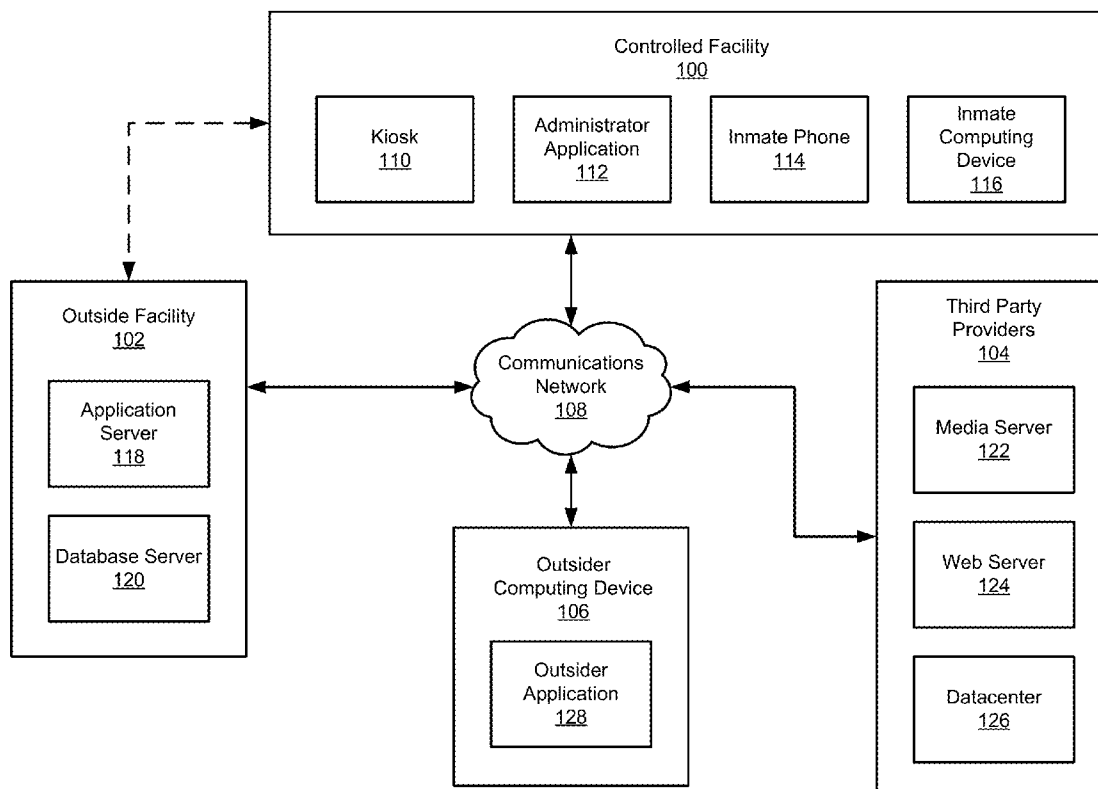 Controlled Facility
100
Kiosk
110
Administrator
Application
112
Inmate Phone
114
Inmate
Computing
Device
116
Outside Facility
102
Application
Server
118
Database Server
120
Communications
Network
108
Outsider
Computing Device
106
Outsider
Application
128
Third Party
Providers
104
Media Server
122
Web Server
124
Datacenter
126